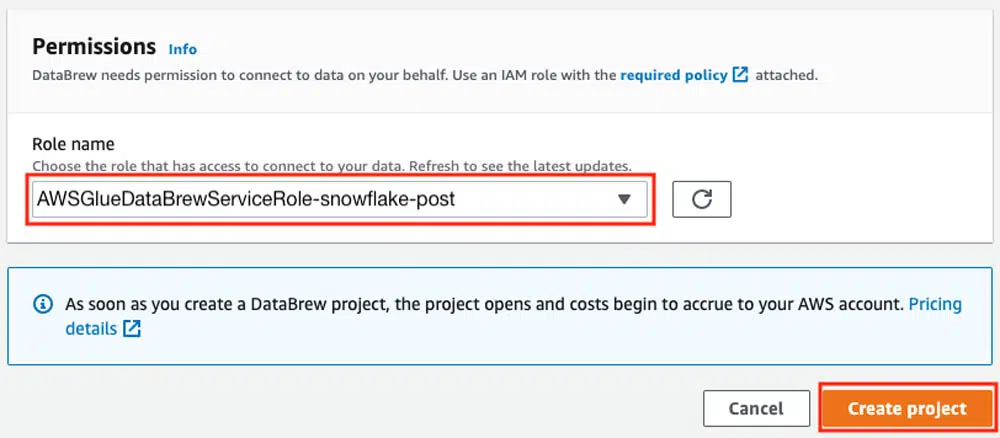 Permissions Info
DataBrew needs permission to connect to data on your behalf. Use an IAM role with the required policy attached.
Role name
Choose the role that has access to connect to your data. Refresh to see the latest updates.
AWSGlueDataBrewServiceRole-snowflake-post
As soon as you create a DataBrew project, the project opens and costs begin to accrue to your AWS account. Pricing
details
Cancel Create project